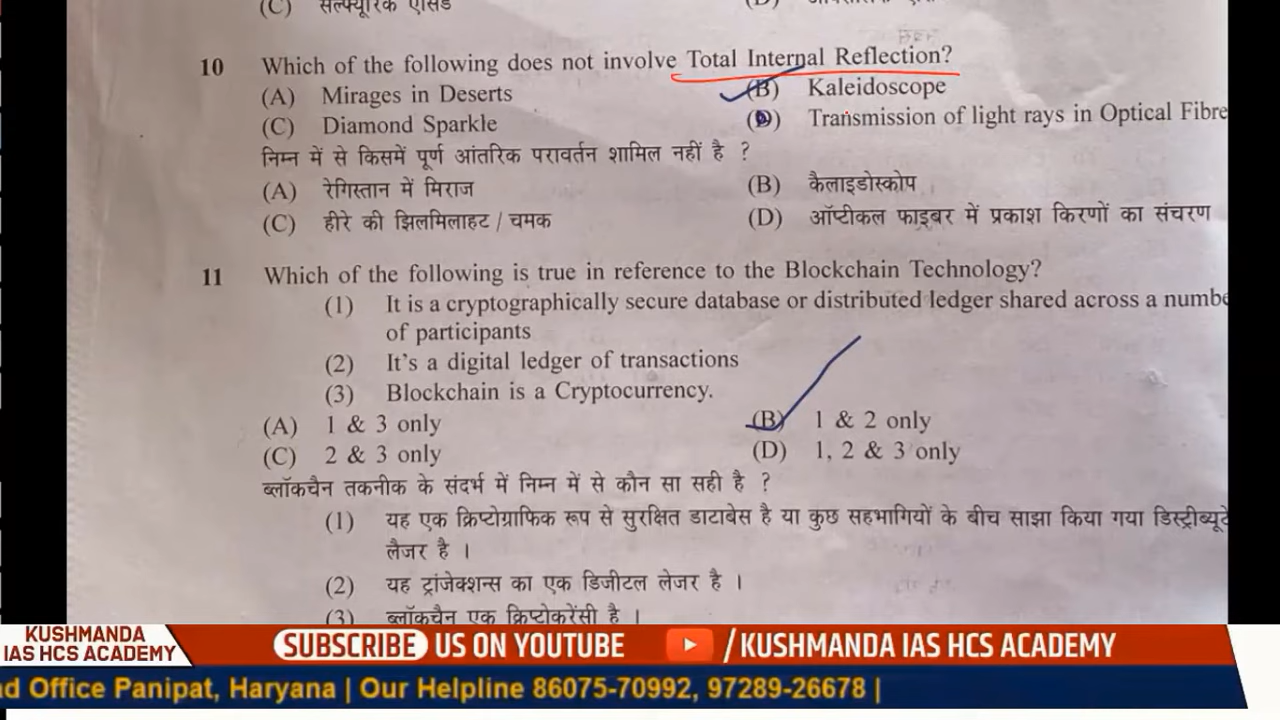 (C) सल्फ्यूरिक एसिड (D)
10 Which of the following does not involve Total Internal Reflection?
(A) Mirages in Deserts (B) Kaleidoscope
(C) Diamond Sparkle (D) Transmission of light rays in Optical Fibre
निम्न में से किसमें पूर्ण आंतरिक परावर्तन शामिल नहीं है ?
(A) रेगिस्तान में मिराज (B) कैलाइडोस्कोप
(C) हीरे की झिलमिलाहट / चमक (D) ऑप्टीकल फाइबर में प्रकाश किरणों का संचरण
11 Which of the following is true in reference to the Blockchain Technology?
(1) It is a cryptographically secure database or distributed ledger shared across a numbe
of participants
(2) It's a digital ledger of transactions
(3) Blockchain is a Cryptocurrency.
(A) 1 & 3 only (B) 1 & 2 only
(C) 2 & 3 only (D) 1, 2 & 3 only
ब्लॉकचैन तकनीक के संदर्भ में निम्न में से कौन सा सही है ?
(1) यह एक क्रिप्टोग्राफिक रूप से सुरक्षित डाटाबेस है या कुछ सहभागियों के बीच साझा किया गया डिस्ट्रीब्यूटे
लैजर है ।
(2) यह ट्रांजेक्शन्स का एक डिजीटल लेजर है ।
(3) ब्लॉकचैन एक क्रिप्टोकरेंसी है ।
KUSHMANDA
IAS HCS ACADEMY
SUBSCRIBE US ON YOUTUBE /KUSHMANDA IAS HCS ACADEMY
d Office Panipat, Haryana | Our Helpline 86075-70992, 97289-26678 |